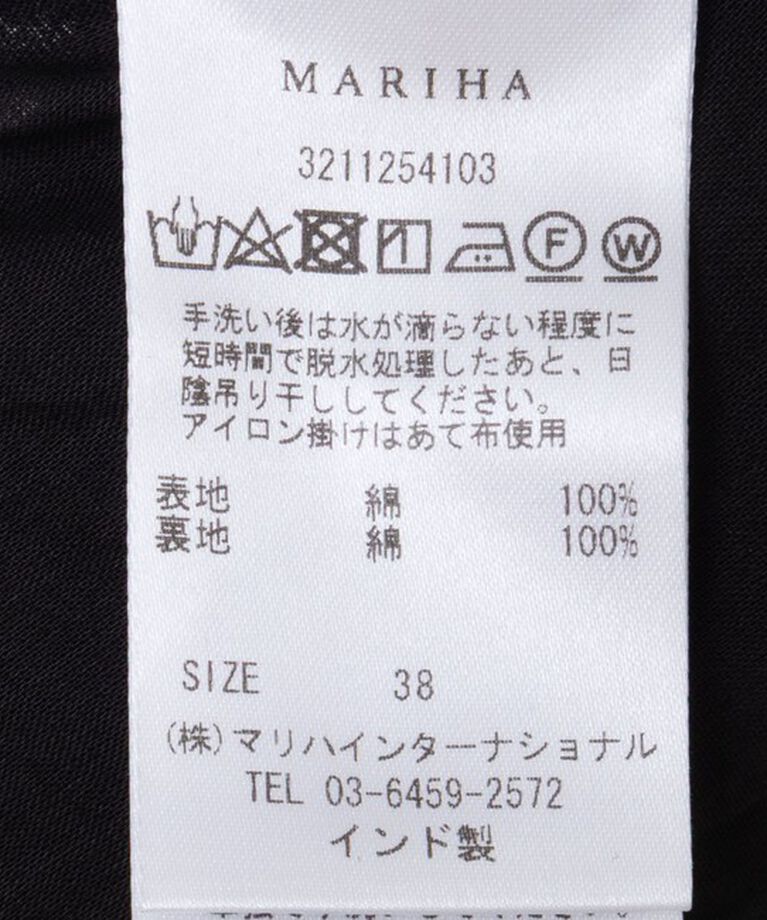 MARIHA
3211254103
F W
手洗い後は水が滴らない程度に
短時間で脱水処理したあと、日
陰吊り干ししてください。
アイロン掛けはあて布使用
表地 綿 100%
裏地 綿 100%
SIZE 38
(株)マリハインターナショナル
TEL 03-6459-2572
インド製